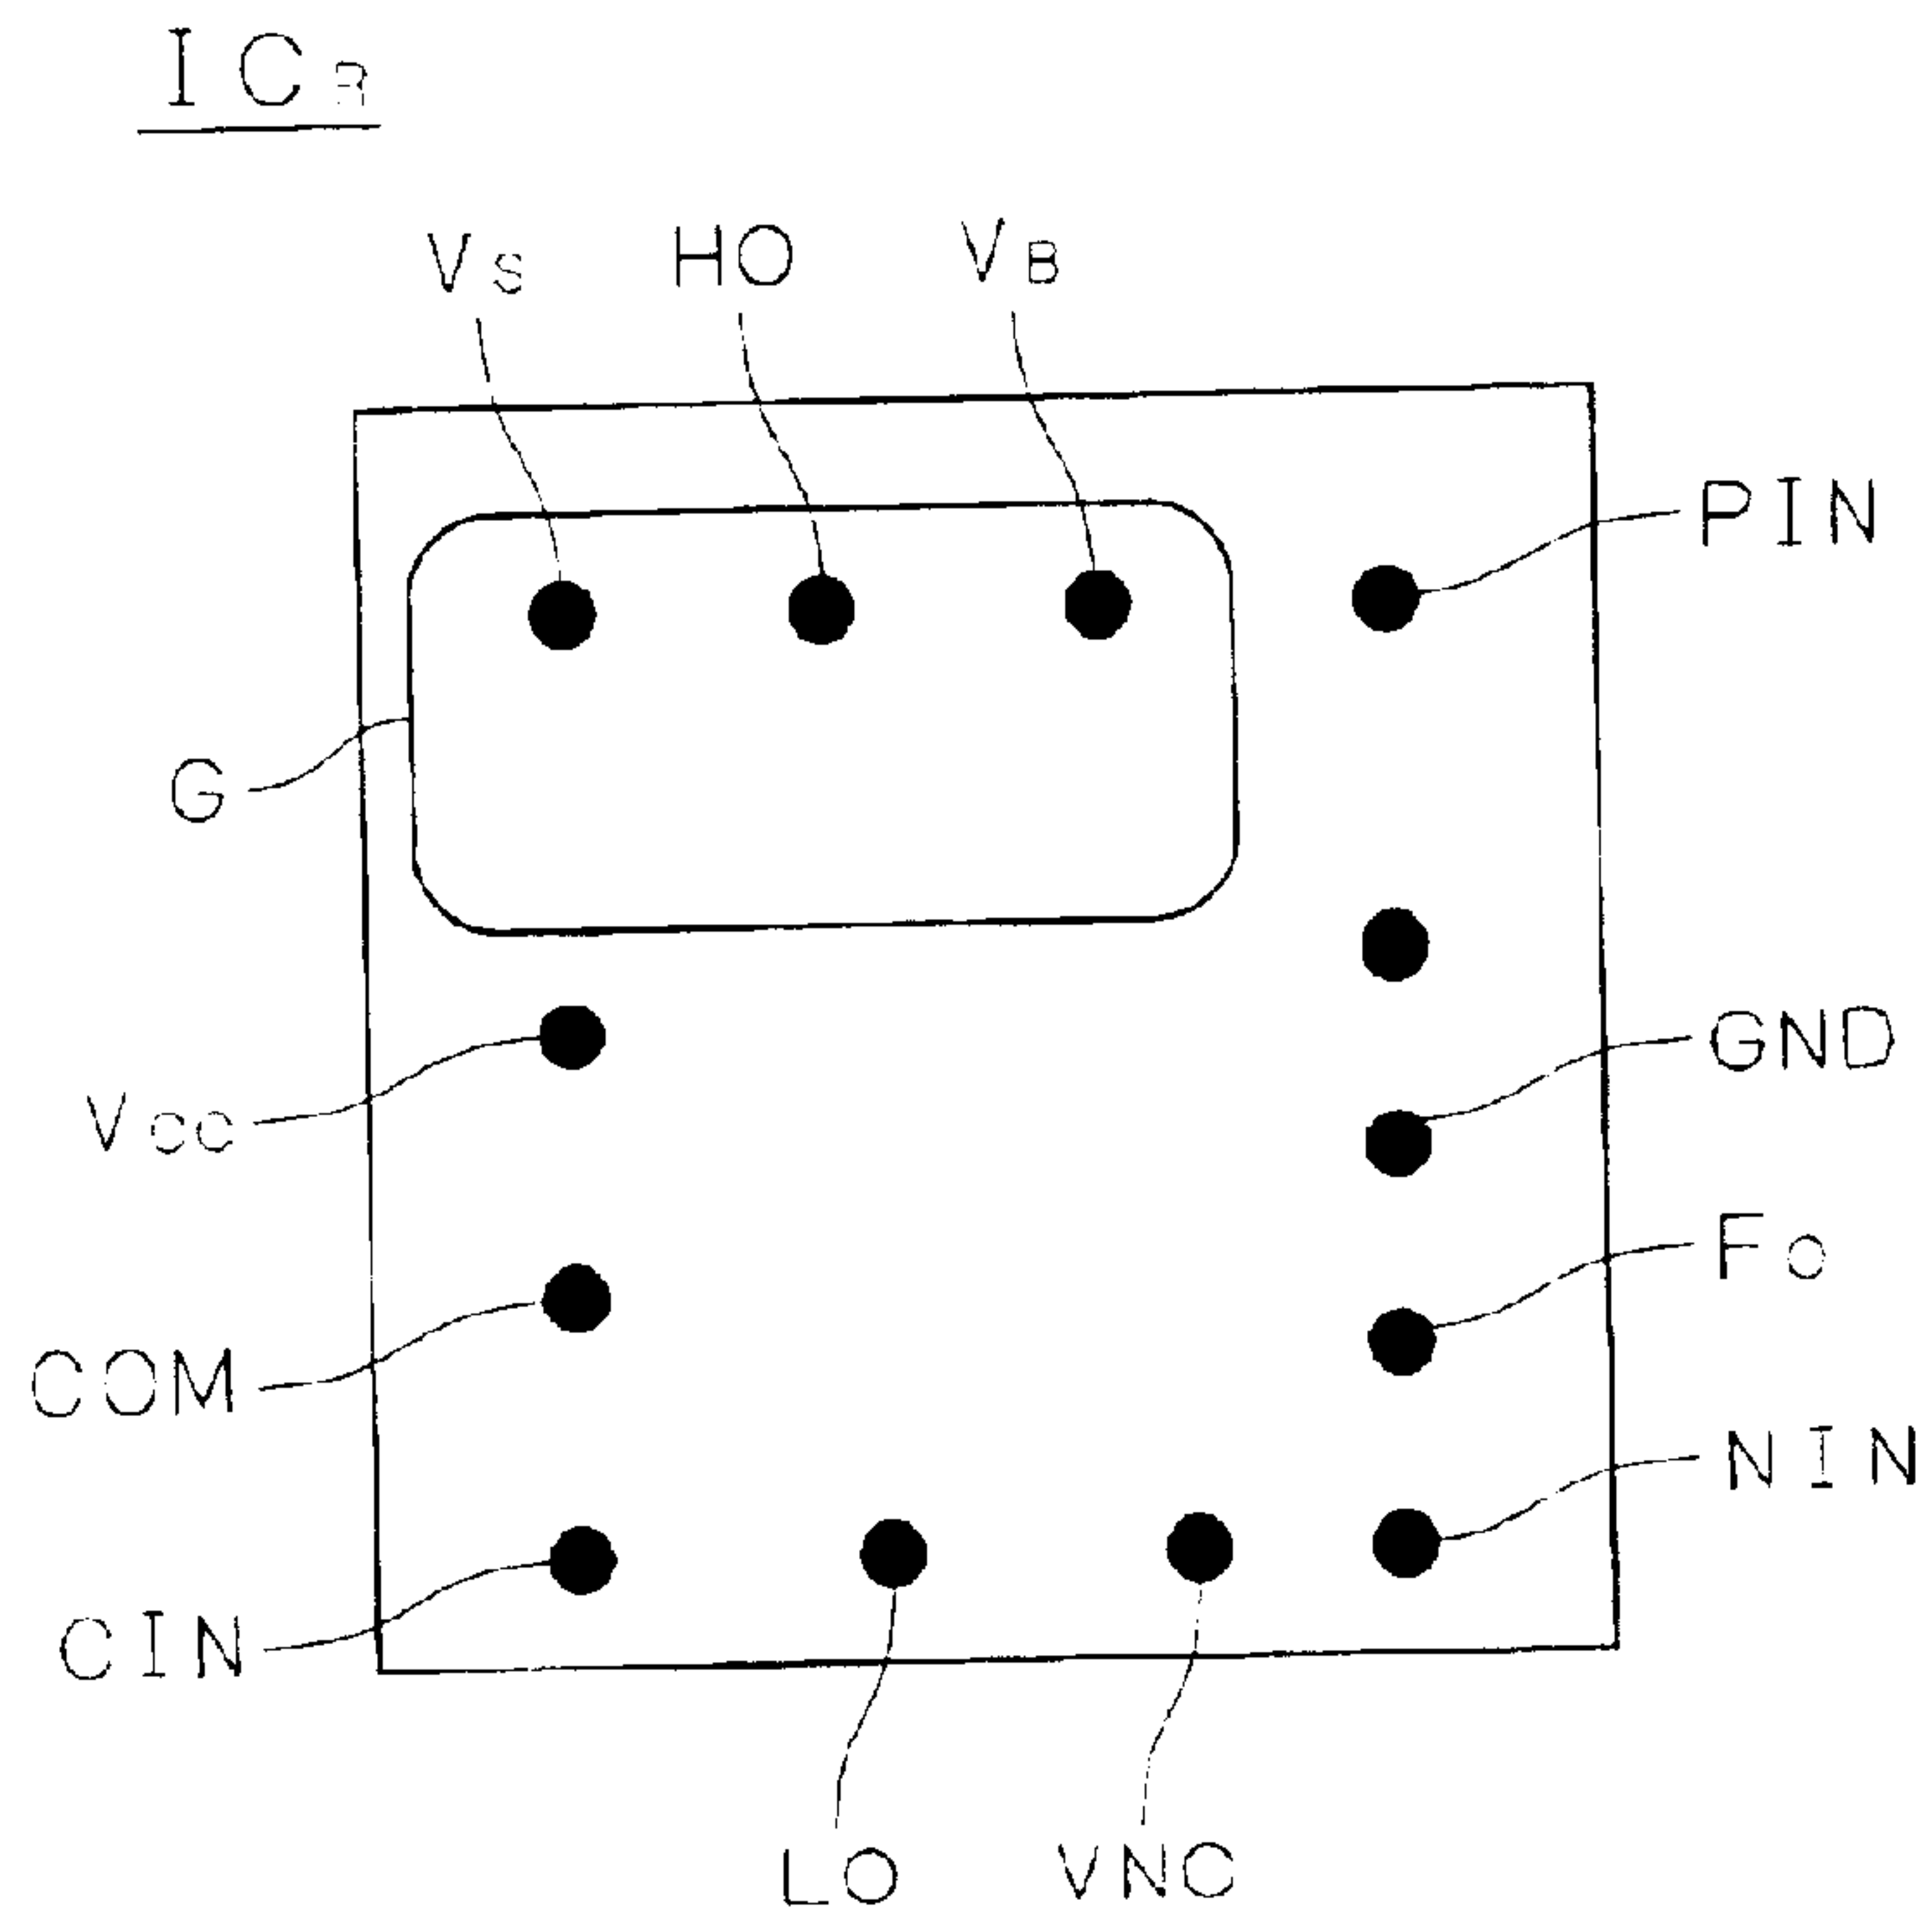 ICR
VS HO VB
PIN
G
GND
VCC
FO
COM
NIN
CIN
LO VNC